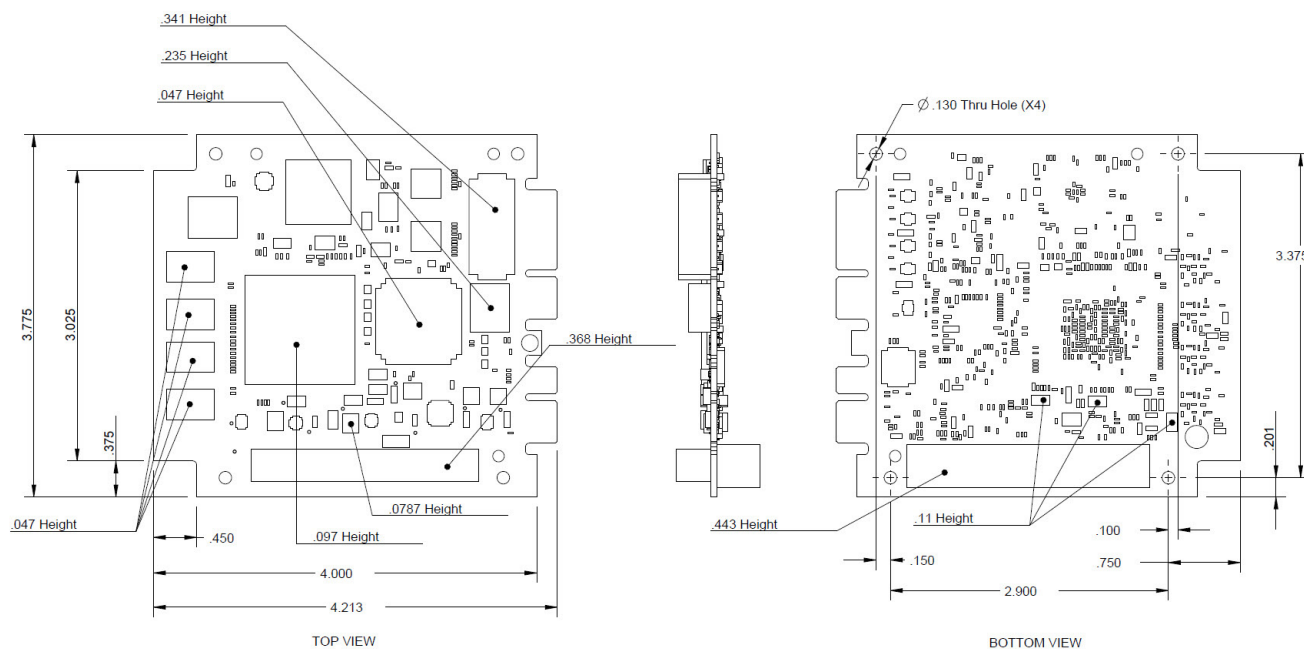 .341 Height
.235 Height
.047 Height
3.775
3.025
.375
.368 Height
.047 Height
.0787 Height
.097 Height
.450
4.000
4.213
TOP VIEW
Ø .130 Thru Hole (X4)
3.375
.201
.443 Height
.11 Height
.100
.150
.750
2.900
BOTTOM VIEW